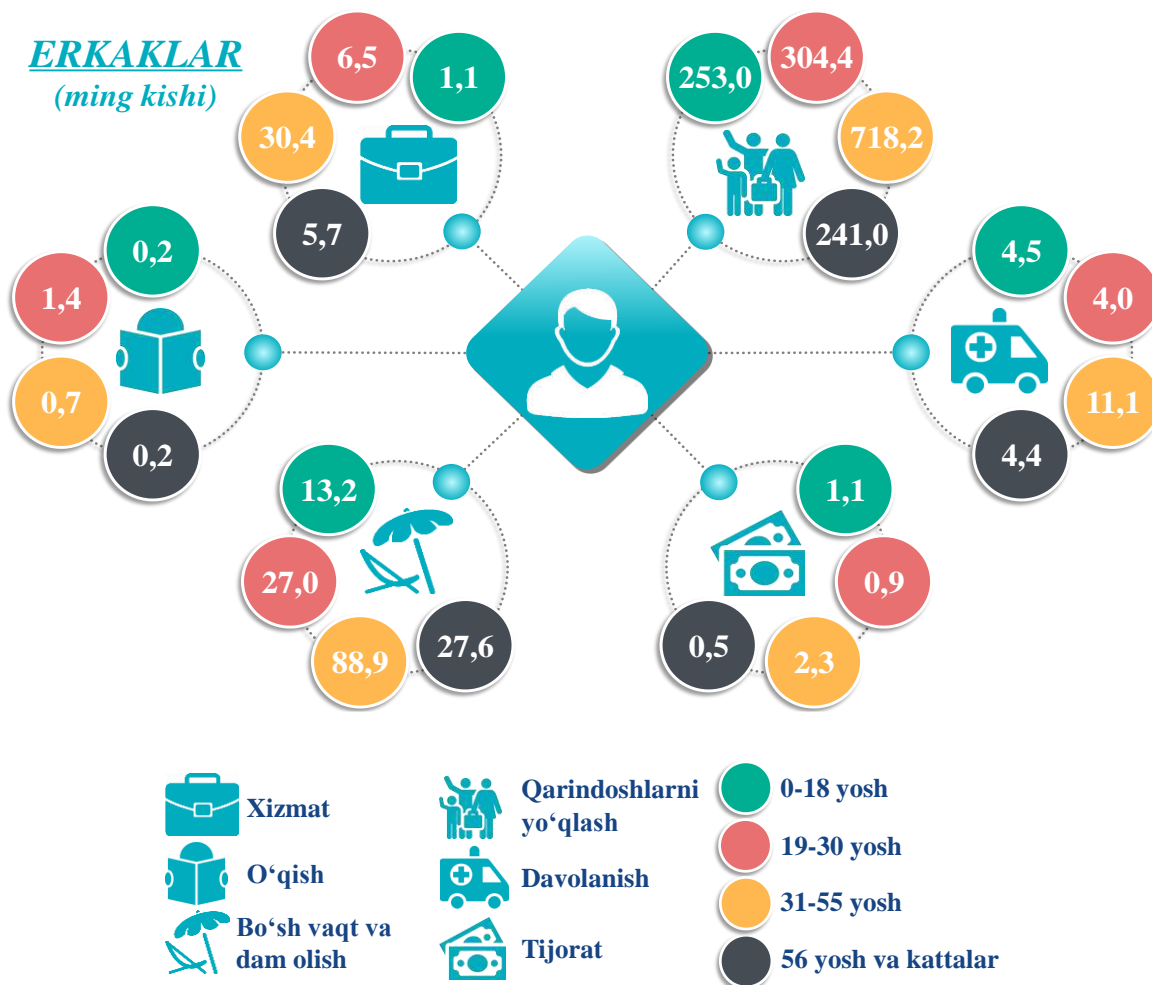 ERKAKLAR
(ming kishi)
6,5
1,1
30,4
5,7
253,0
304,4
718,2
241,0
0,2
1,4
0,7
0,2
4,5
4,0
11,1
4,4
13,2
27,0
88,9
27,6
1,1
0,9
2,3
0,5
Xizmat
O‘qish
Bo‘sh vaqt va
dam olish
Qarindoshlarni
yo‘qlash
Davolanish
Tijorat
0-18 yosh
19-30 yosh
31-55 yosh
56 yosh va kattalar